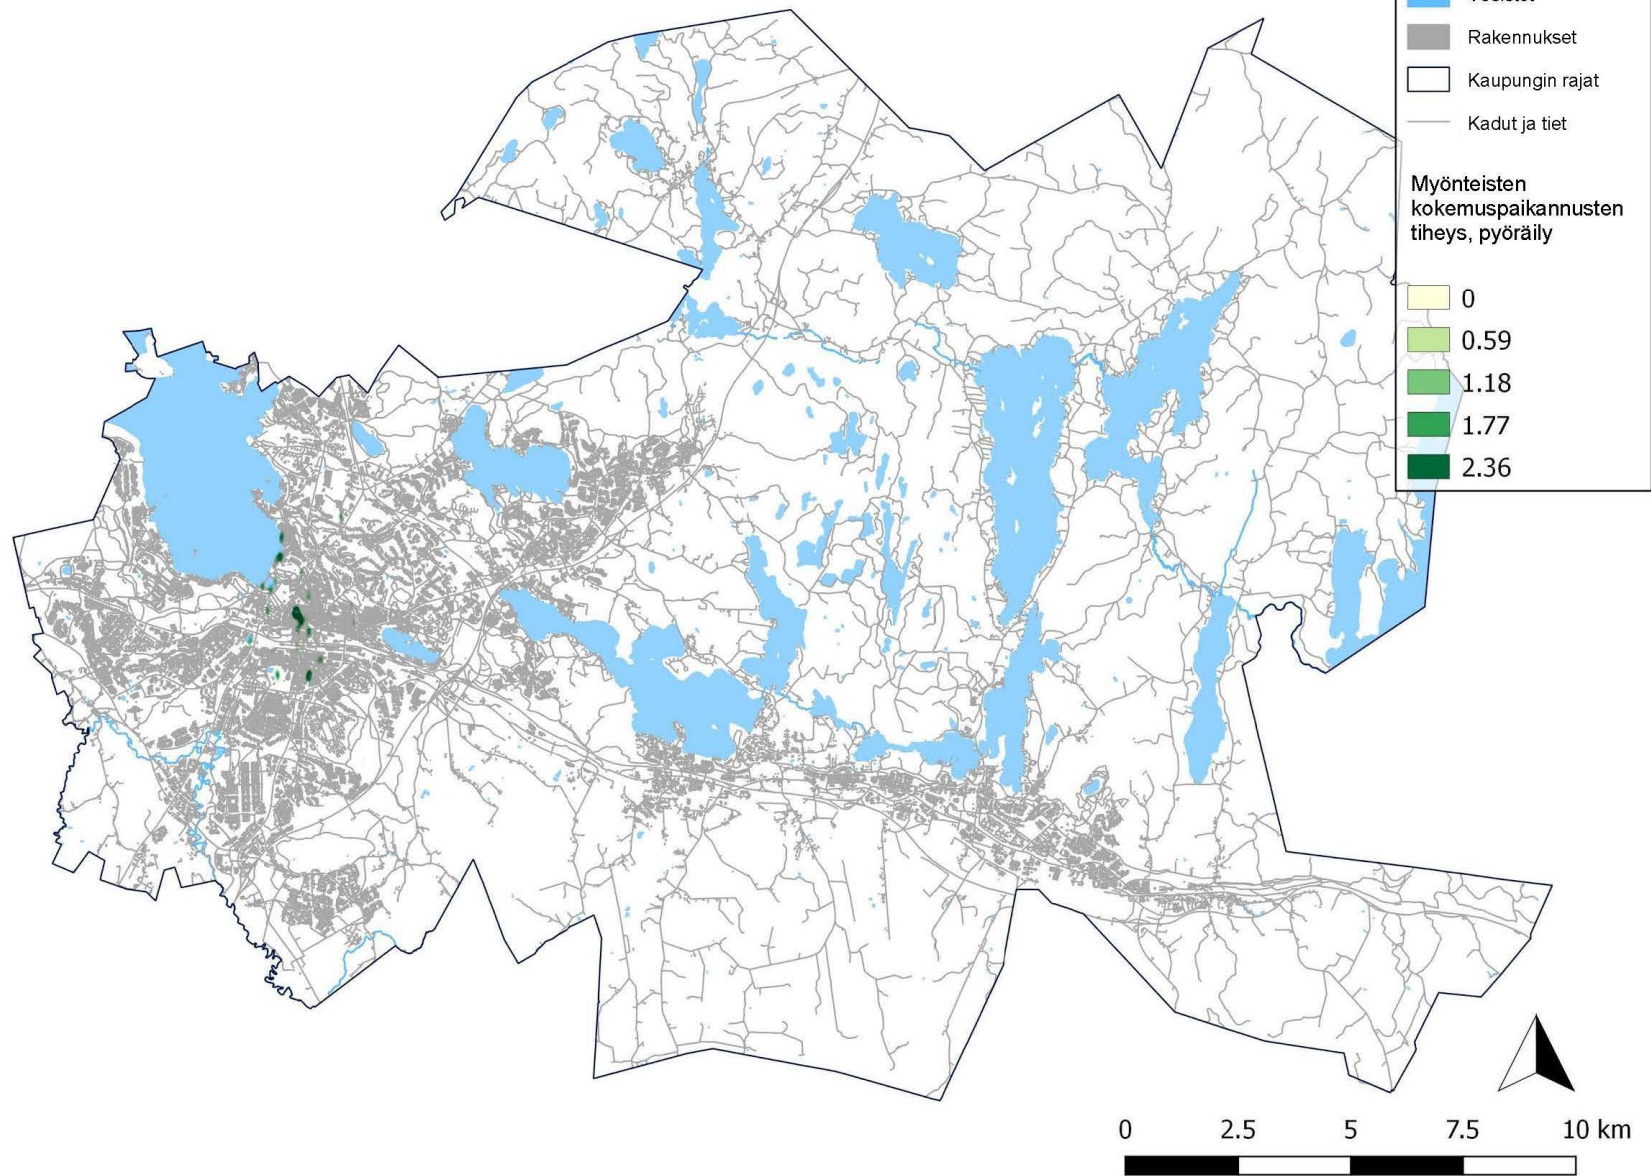 Rakennukset
Kaupungin rajat
Kadut ja tiet
Myönteisten
kokemuspaikannusten
tiheys, pyöräily
0
0.59
1.18
1.77
2.36
0 2.5 5 7.5 10 km